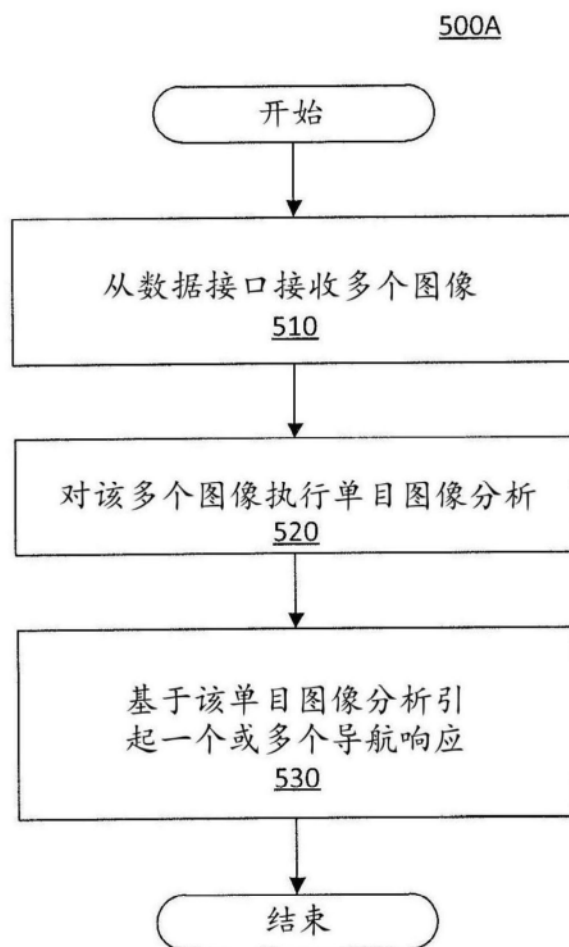 500A
开始
从数据接口接收多个图像
510
对该多个图像执行单目图像分析
520
基于该单目图像分析引
起一个或多个导航响应
530
结束